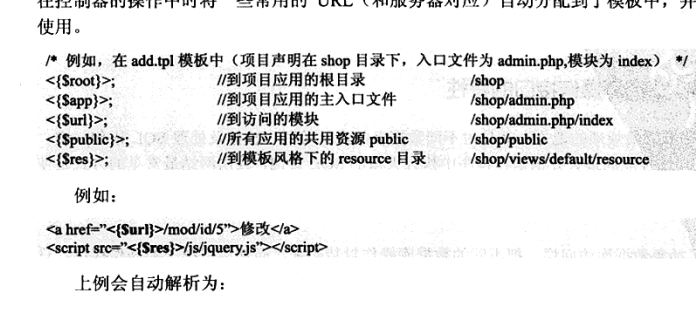 在控制器的操作中时将一些常用的 URL（和服务器对应）自动分配到了模板中，并
使用。
/* 例如，在 add.tpl 模板中（项目声明在 shop 目录下，入口文件为 admin.php,模块为 index） */
<{$root}>; //到项目应用的根目录 /shop
<{$app}>; //到项目应用的主入口文件 /shop/admin.php
<{$url}>; //到访问的模块 /shop/admin.php/index
<{$public}>; //所有应用的共用资源 public /shop/public
<{$res}>; //到模板风格下的 resource 目录 /shop/views/default/resource
例如：
<a href=”<{$url}>/mod/id/5”>修改</a>
<script src=”<{$res}>/js/jquery.js”></script>
上例会自动解析为：